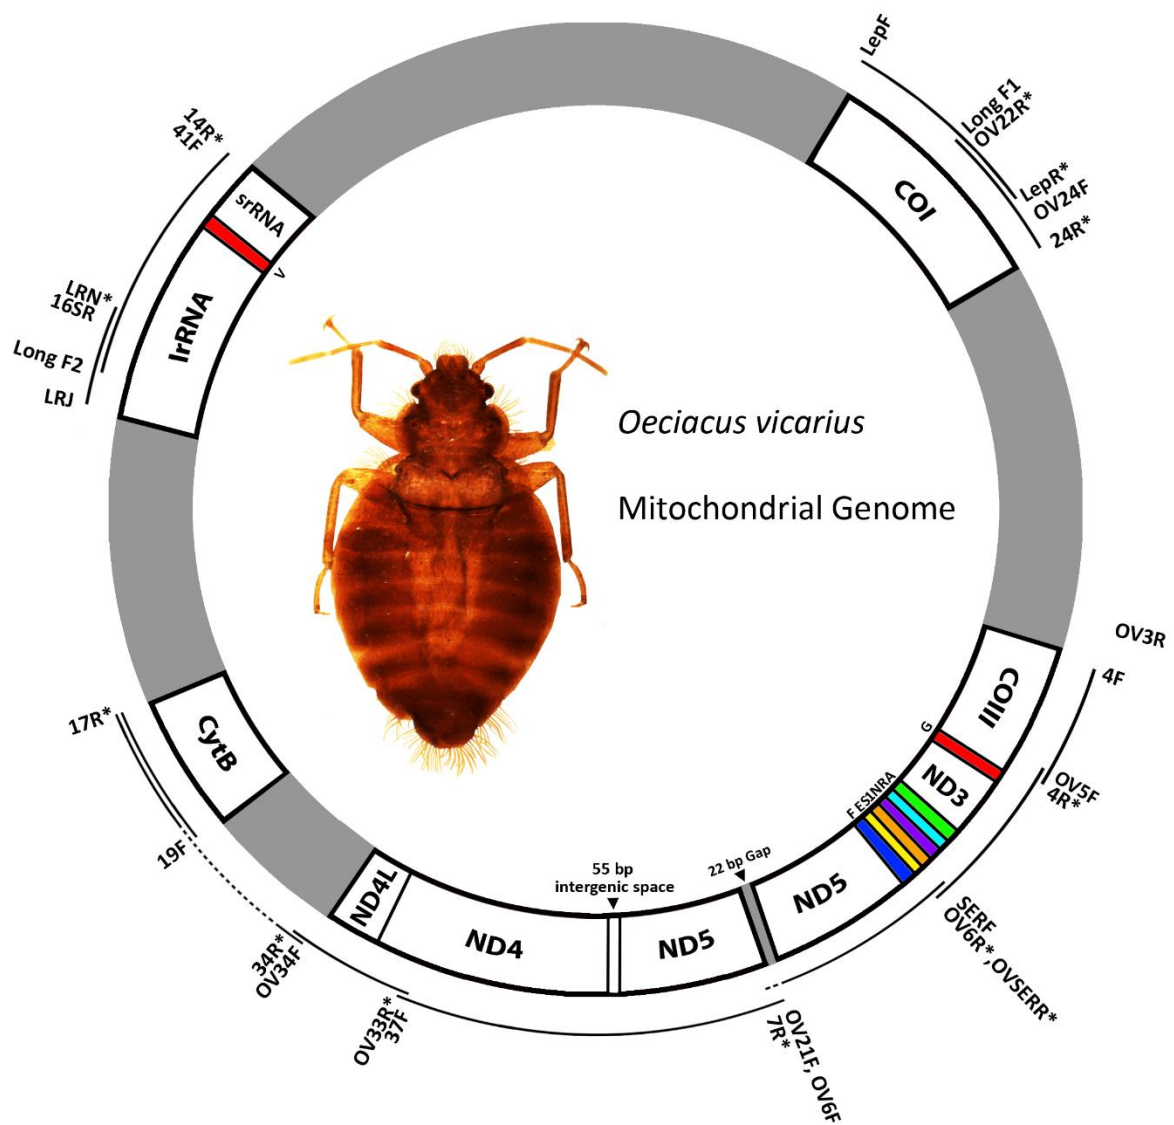 LepF
Long F1
OV22R*
LepR*
OV24F
24R*
COI
14R*
41F
srRNA
V
LRN*
16SR
lrRNA
Long F2
LRJ
Oeciacus vicarius
Mitochondrial Genome
OV3R
4F
COIII
G
ND3
OV5F
4R*
F ES1NRA
CytB
17R*
19F
ND5
22 bp Gap
55 bp
intergenic space
ND4L
ND4
ND5
SERF
OV6R*,OVSERR*
34R*
OV34F
OV33R*
37F
OV21F, OV6F
7R*